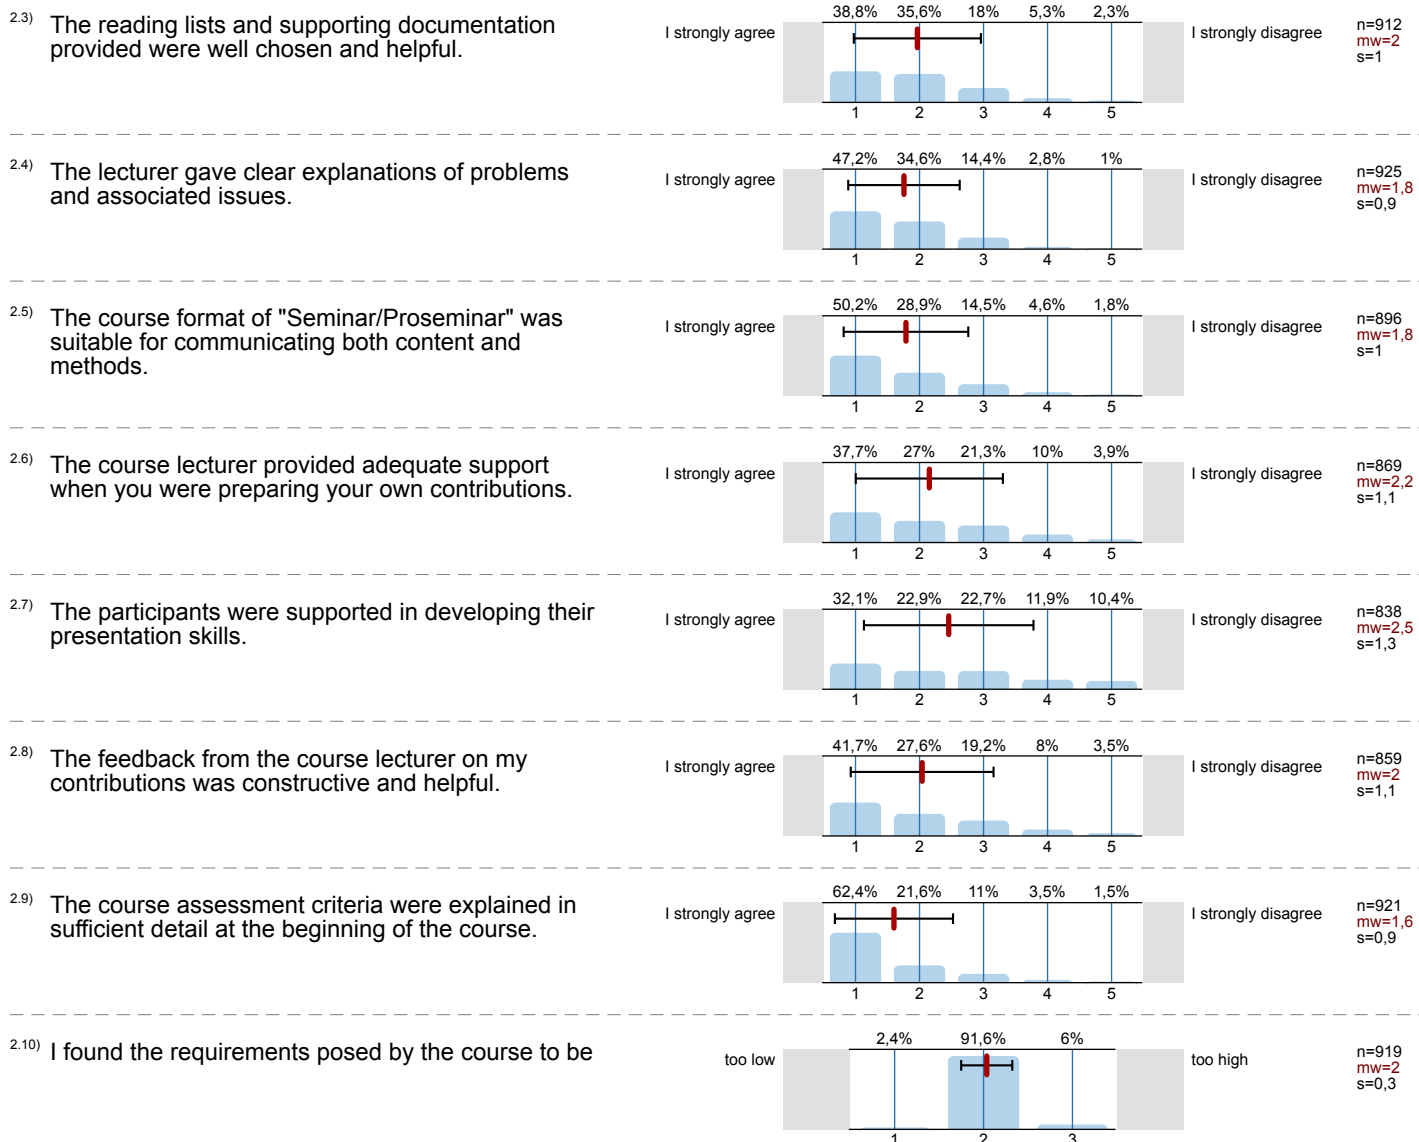 2.3) The reading lists and supporting documentation
provided were well chosen and helpful.
I strongly agree
38,8% 35,6% 18% 5,3% 2,3%
1 2 3 4 5
I strongly disagree
n=912
mw=2
s=1
2.4) The lecturer gave clear explanations of problems
and associated issues.
I strongly agree
47,2% 34,6% 14,4% 2,8% 1%
1 2 3 4 5
I strongly disagree
n=925
mw=1,8
s=0,9
2.5) The course format of "Seminar/Proseminar" was
suitable for communicating both content and
methods.
I strongly agree
50,2% 28,9% 14,5% 4,6% 1,8%
1 2 3 4 5
I strongly disagree
n=896
mw=1,8
s=1
2.6) The course lecturer provided adequate support
when you were preparing your own contributions.
I strongly agree
37,7% 27% 21,3% 10% 3,9%
1 2 3 4 5
I strongly disagree
n=869
mw=2,2
s=1,1
2.7) The participants were supported in developing their
presentation skills.
I strongly agree
32,1% 22,9% 22,7% 11,9% 10,4%
1 2 3 4 5
I strongly disagree
n=838
mw=2,5
s=1,3
2.8) The feedback from the course lecturer on my
contributions was constructive and helpful.
I strongly agree
41,7% 27,6% 19,2% 8% 3,5%
1 2 3 4 5
I strongly disagree
n=859
mw=2
s=1,1
2.9) The course assessment criteria were explained in
sufficient detail at the beginning of the course.
I strongly agree
62,4% 21,6% 11% 3,5% 1,5%
1 2 3 4 5
I strongly disagree
n=921
mw=1,6
s=0,9
2.10) I found the requirements posed by the course to be
too low
2,4% 91,6% 6%
1 2 3
too high
n=919
mw=2
s=0,3